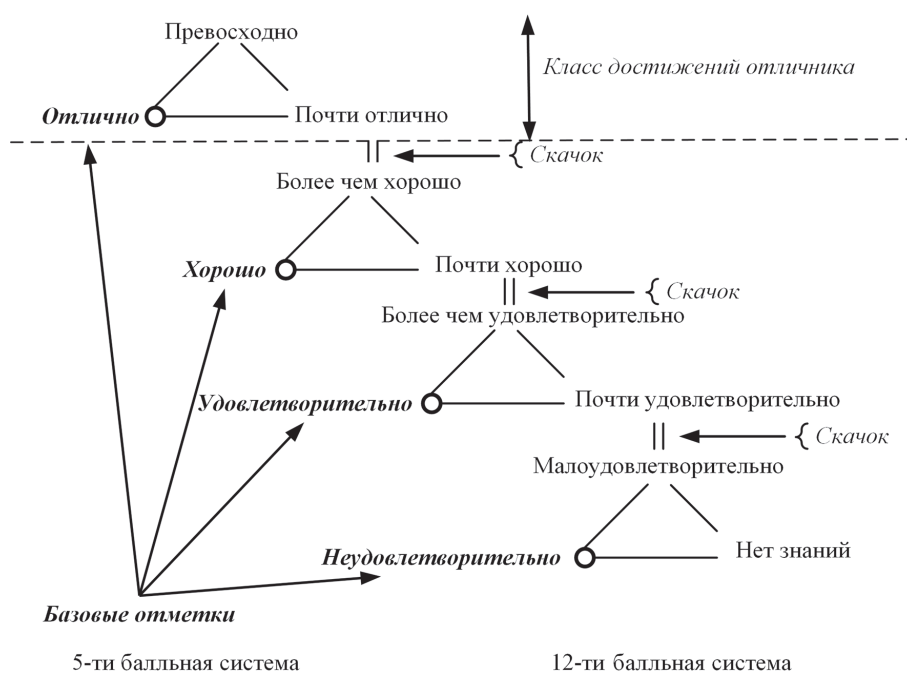 Превосходно
Класс достижений отличника
Отлично
Почти отлично
Скачок
Более чем хорошо
Хорошо
Почти хорошо
Скачок
Более чем удовлетворительно
Удовлетворительно
Почти удовлетворительно
Скачок
Малоудовлетворительно
Неудовлетворительно
Нет знаний
Базовые отметки
5-ти балльная система
12-ти балльная система